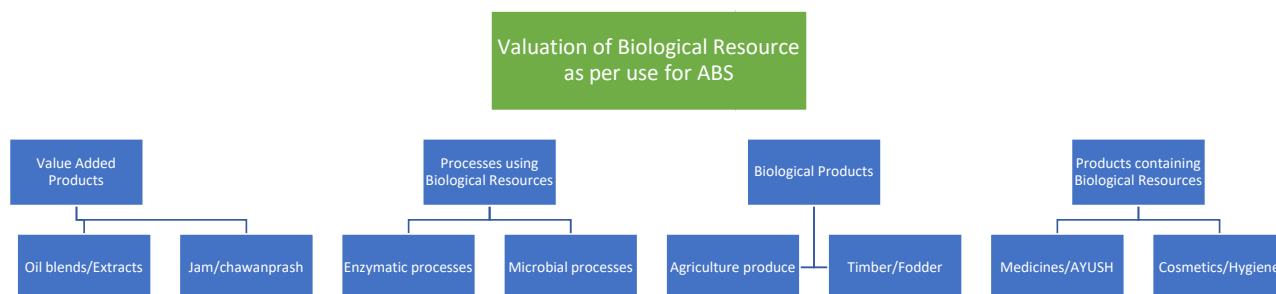 Valuation of Biological Resource
as per use for ABS
Value Added
Products
Processes using
Biological Resources
Biological Products
Products containing
Biological Resources
Oil blends/Extracts
Jam/chawanprash
Enzymatic processes
Microbial processes
Agriculture produce
Timber/Fodder
Medicines/AYUSH
Cosmetics/Hygiene